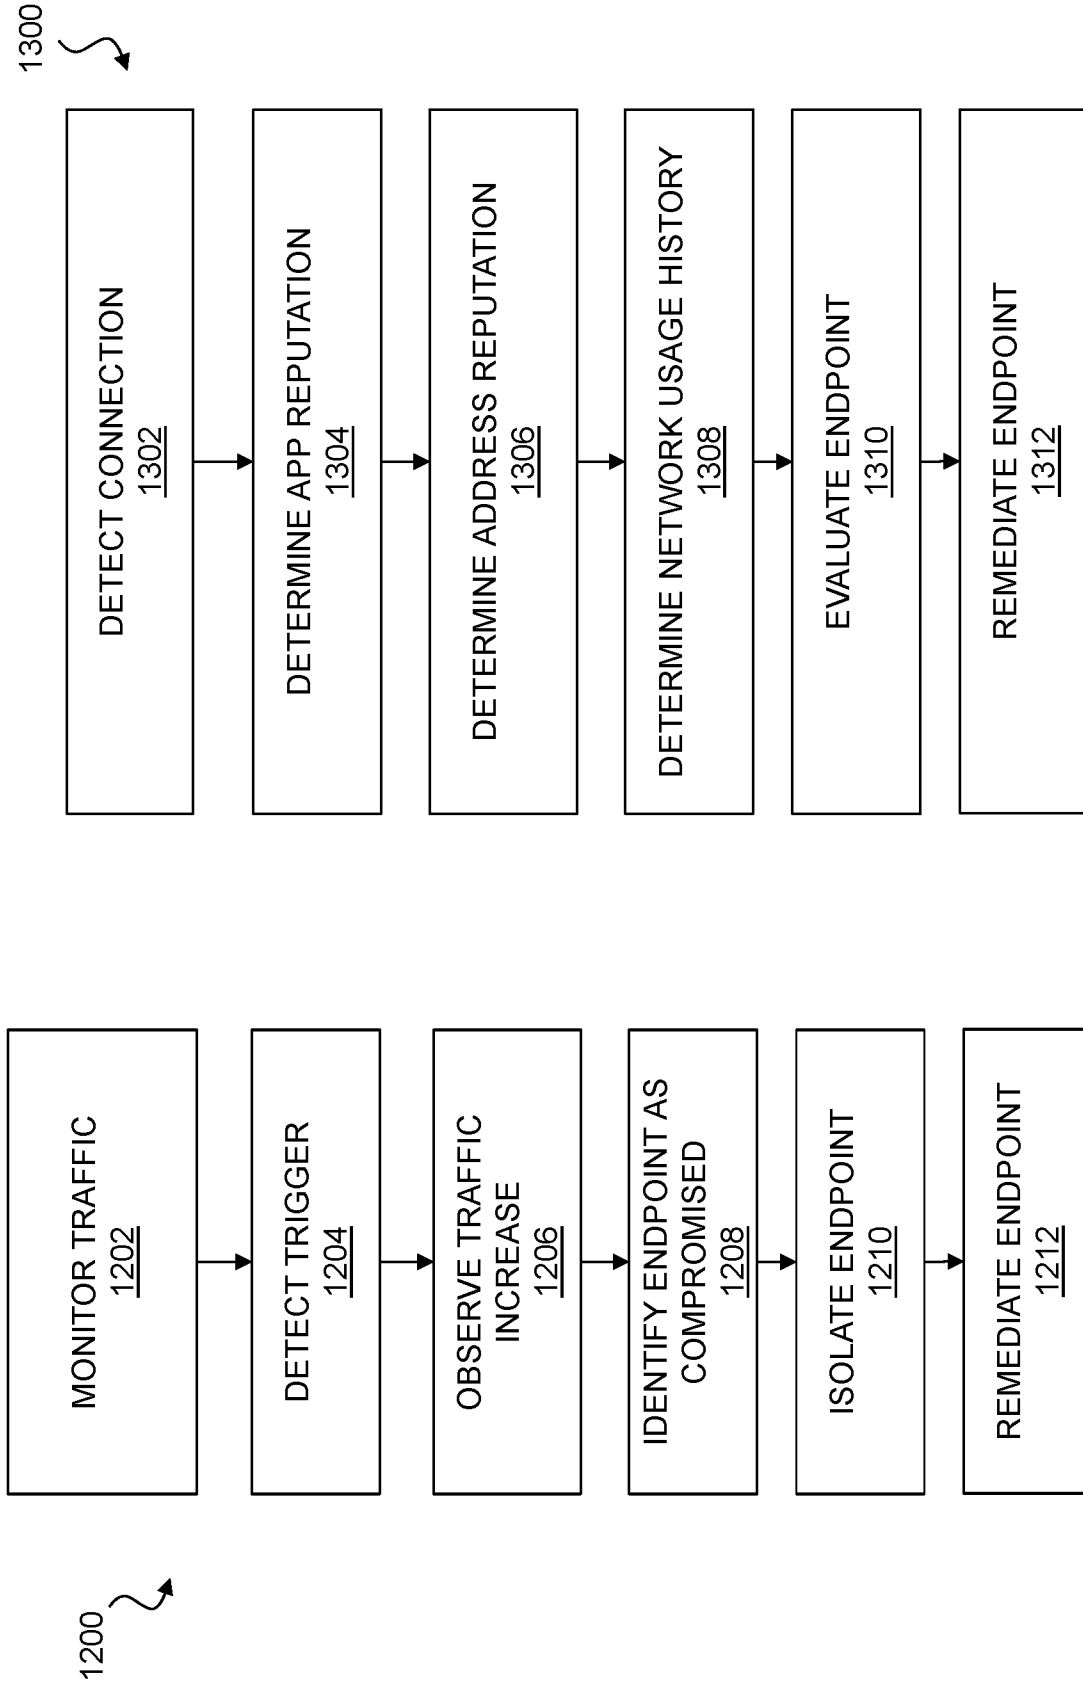 1200
MONITOR TRAFFIC
1202
DETECT TRIGGER
1204
OBSERVE TRAFFIC
INCREASE
1206
IDENTIFY ENDPOINT AS
COMPROMISED
1208
ISOLATE ENDPOINT
1210
REMEDIATE ENDPOINT
1212
1300
DETECT CONNECTION
1302
DETERMINE APP REPUTATION
1304
DETERMINE ADDRESS REPUTATION
1306
DETERMINE NETWORK USAGE HISTORY
1308
EVALUATE ENDPOINT
1310
REMEDIATE ENDPOINT
1312